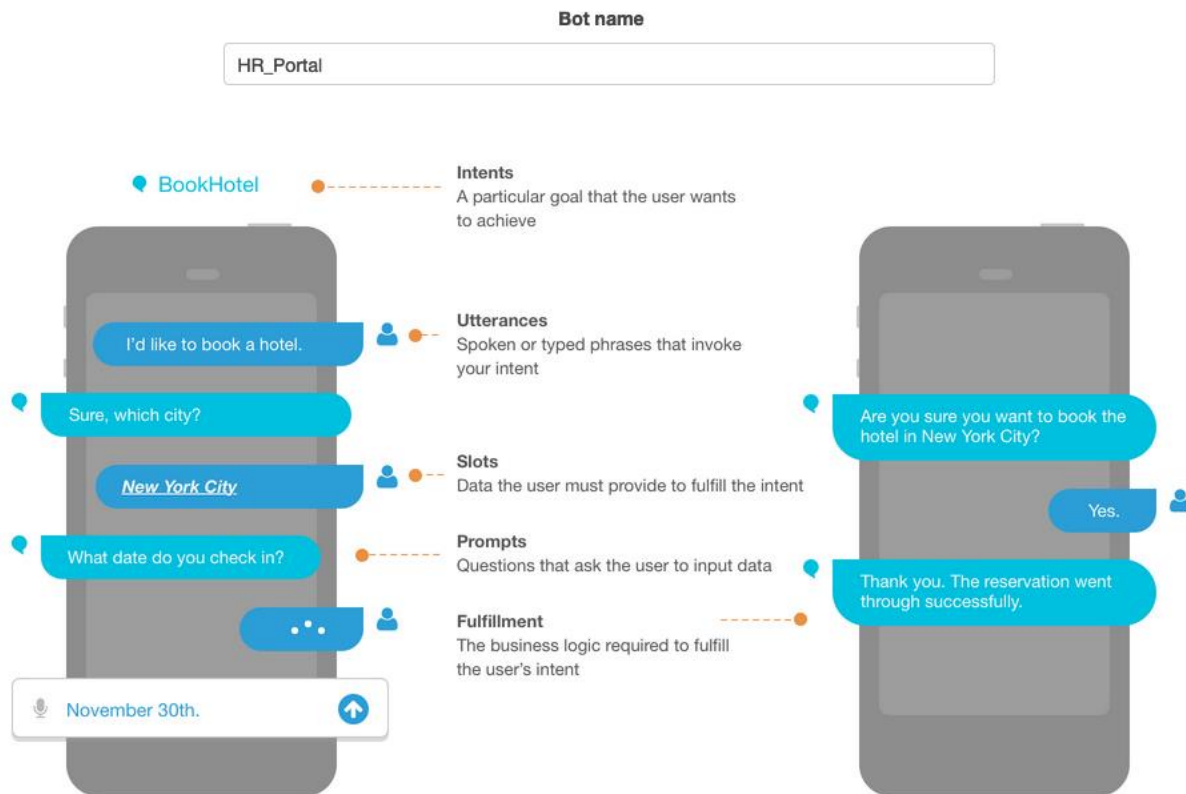 Bot name
HR_Portal
BookHotel
Intents
A particular goal that the user wants
to achieve
I'd like to book a hotel.
Utterances
Spoken or typed phrases that invoke
your intent
Sure, which city?
New York City
Slots
Data the user must provide to fulfill the intent
What date do you check in?
Prompts
Questions that ask the user to input data
Fulfillment
The business logic required to fulfill
the user's intent
November 30th.
Are you sure you want to book the
hotel in New York City?
Yes.
Thank you. The reservation went
through successfully.